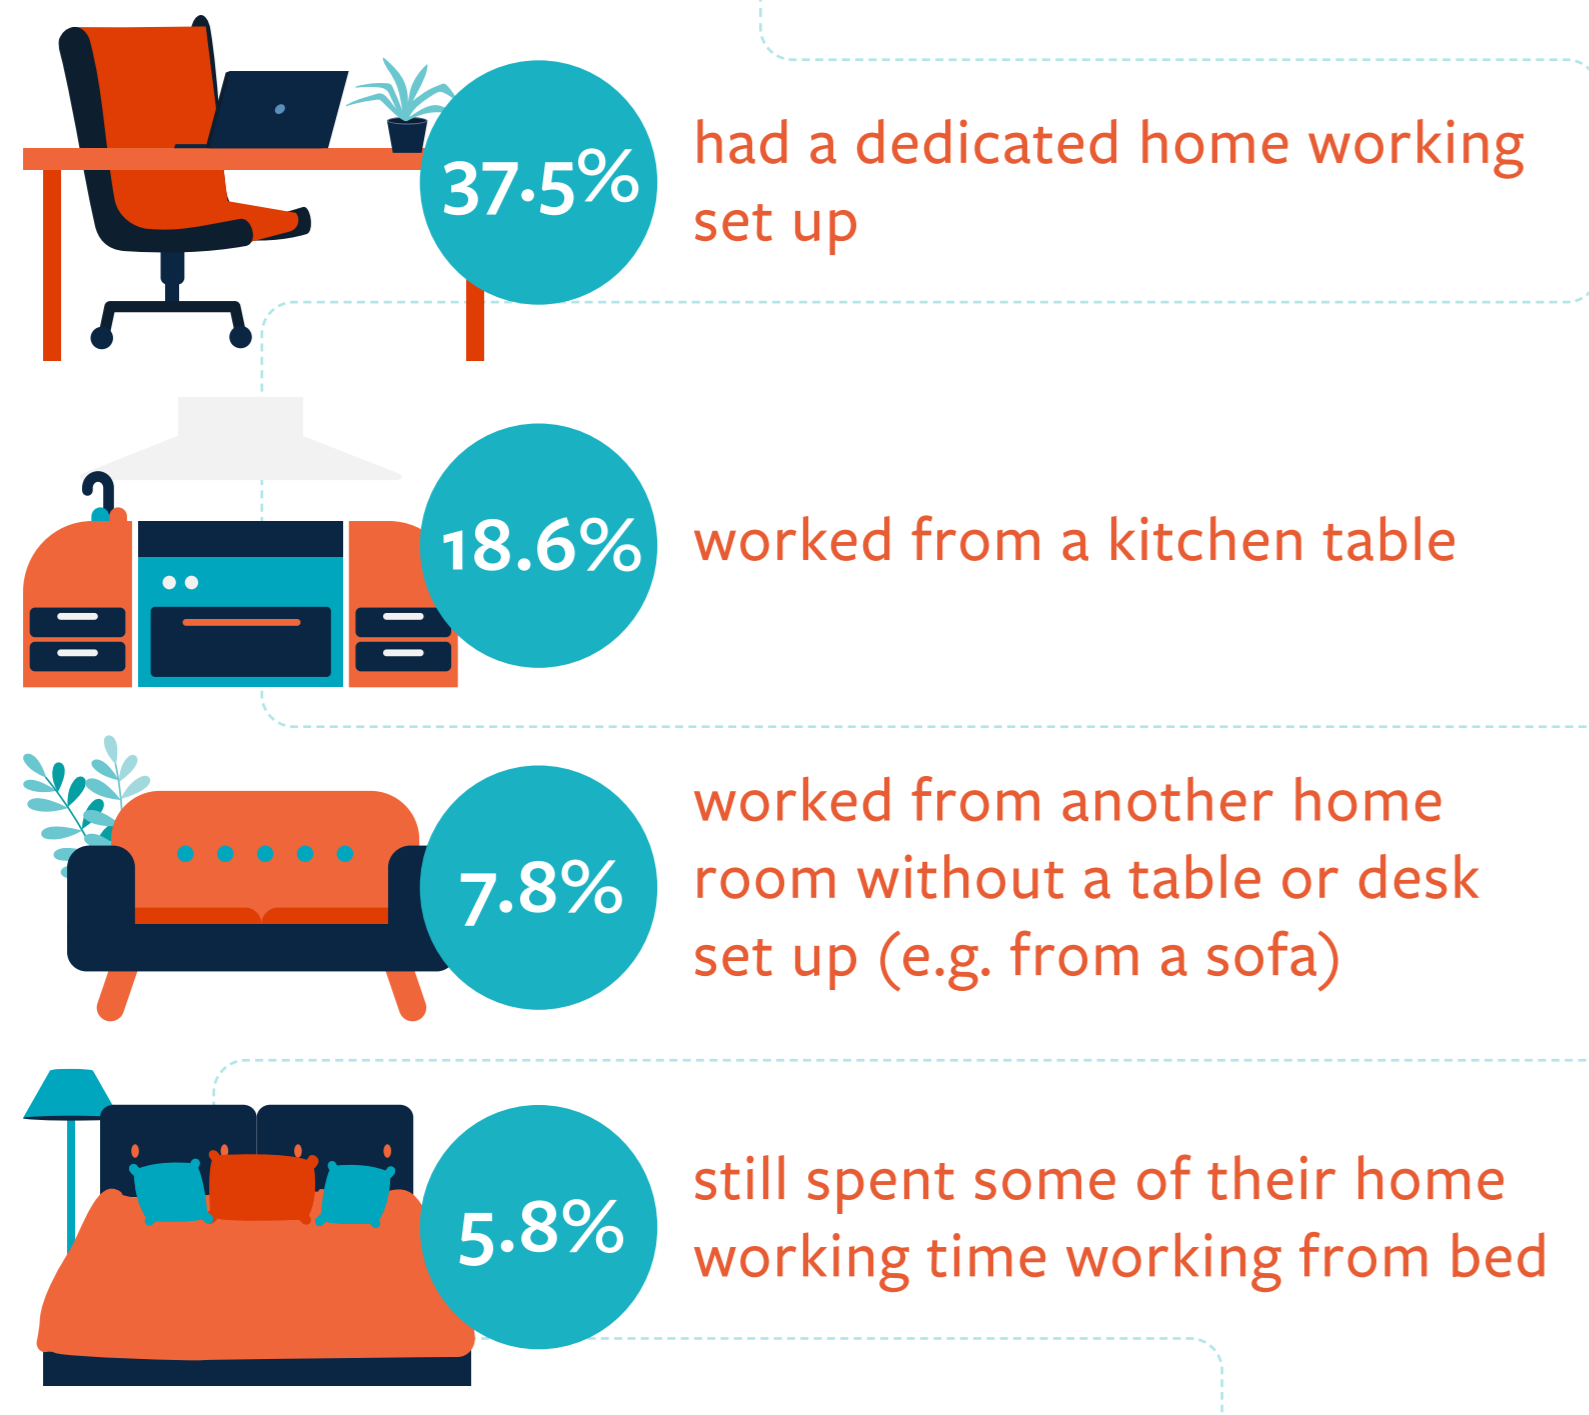 37.5%
had a dedicated home working
set up
18.6%
worked from a kitchen table
7.8%
worked from another home
room without a table or desk
set up (e.g. from a sofa)
5.8%
still spent some of their home
working time working from bed